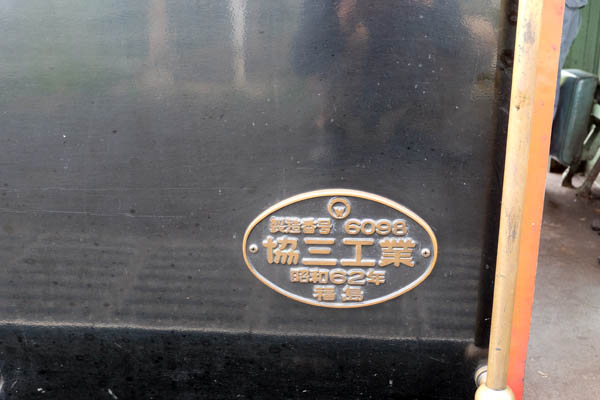 製造番号 6098
協三工業
昭和62年
福島